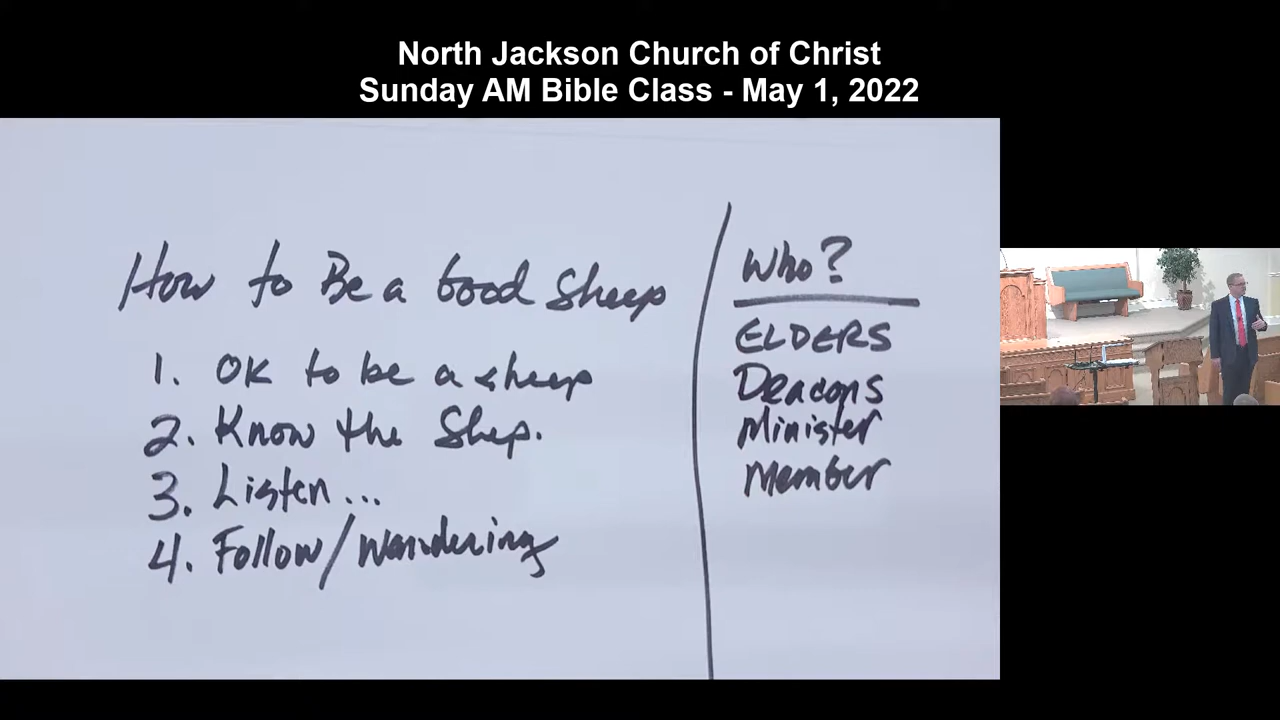 North Jackson Church of Christ
Sunday AM Bible Class - May 1, 2022
How to Be a Good Sheep
1. OK to be a sheep
2. Know the Shep.
3. Listen...
4. Follow/Wandering
Who?
ELDERS
Deacons
Minister
Member